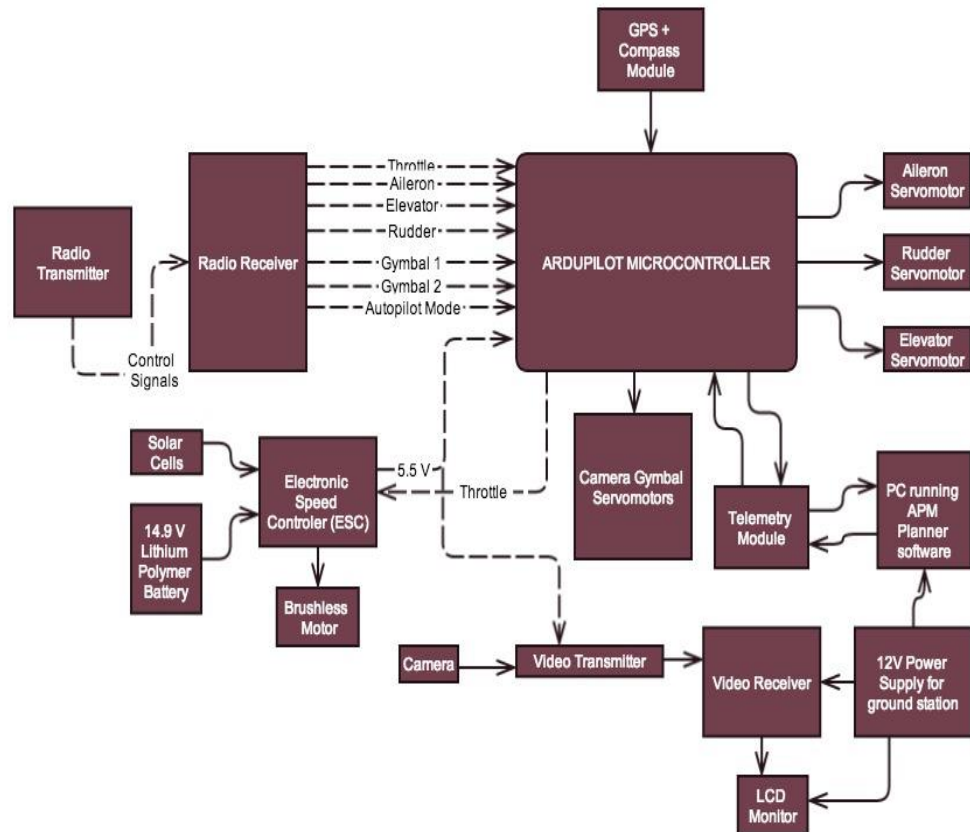 GPS +
Compass
Module
Radio
Transmitter
Control
Signals
Radio Receiver
Throttle
Aileron
Elevator
Rudder
Gymbal 1
Gymbal 2
Autopilot Mode
ARDUPILOT MICROCONTROLLER
Aileron
Servomotor
Rudder
Servomotor
Elevator
Servomotor
Solar
Cells
14.9 V
Lithium
Polymer
Battery
Electronic
Speed
Controler (ESC)
5.5 V
Throttle
Brushless
Motor
Camera Gymbal
Servomotors
Telemetry
Module
PC running
APM
Planner
software
Camera
Video Transmitter
Video Receiver
12V Power
Supply for
ground station
LCD
Monitor